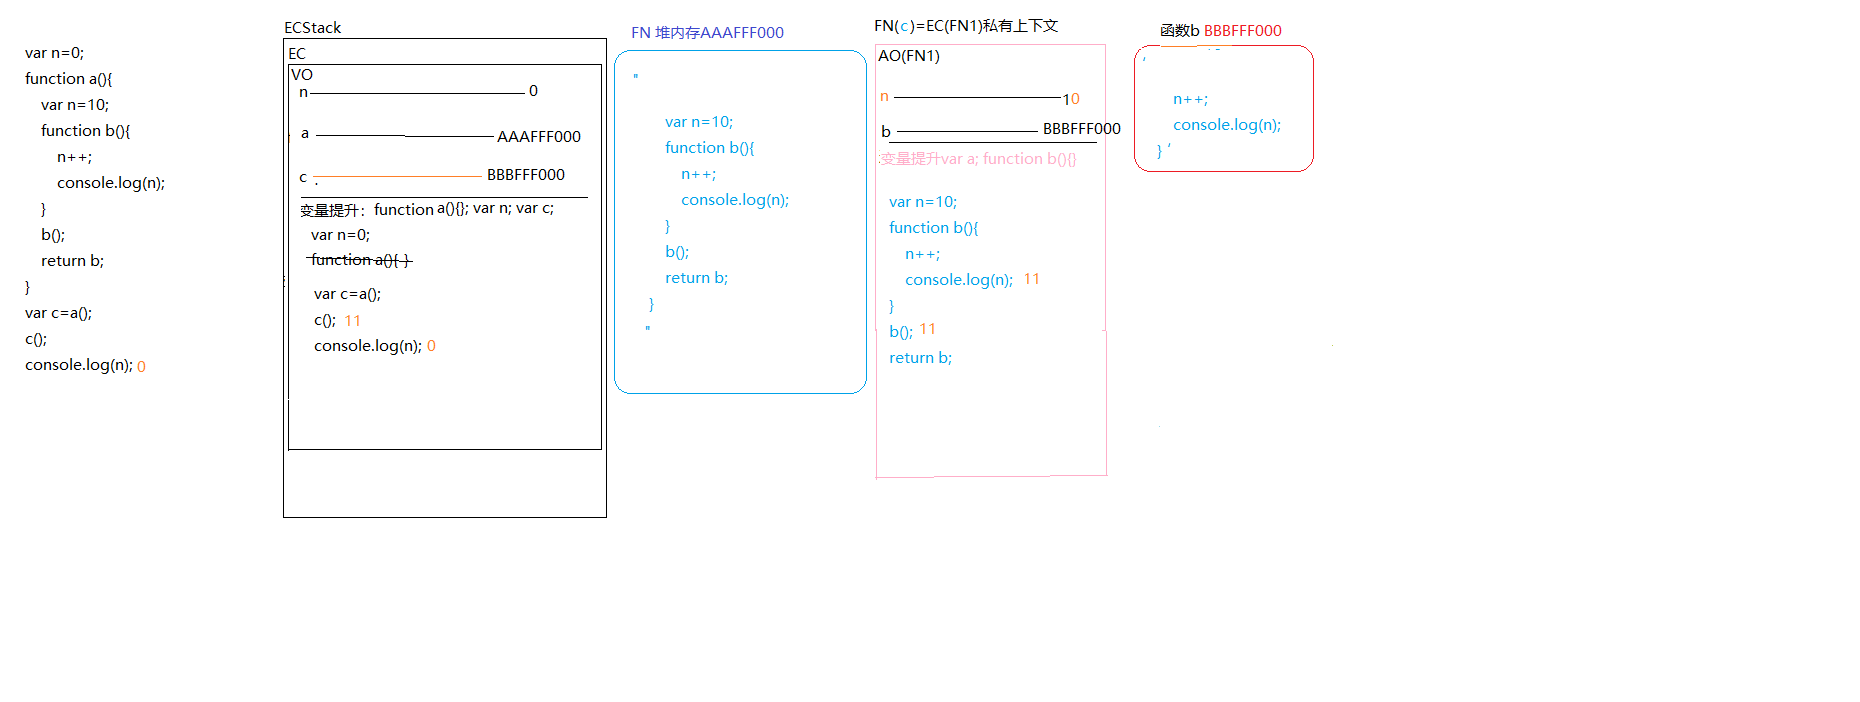 var n=0;
function a(){
var n=10;
function b(){
n++;
console.log(n);
}
b();
return b;
}
var c=a();
c();
console.log(n); 0
ECStack
EC
VO
n 0
a AAAFFF000
c BBBFFF000
变量提升：function a(){}; var n; var c;
var n=0;
function a(){ }
var c=a();
c(); 11
console.log(n); 0
FN 堆内存AAAFFF000
"
var n=10;
function b(){
n++;
console.log(n);
}
b();
return b;
}
"
FN(c)=EC(FN1)私有上下文
AO(FN1)
n 10
b BBBFFF000
变量提升var a; function b(){}
var n=10;
function b(){
n++;
console.log(n); 11
}
b(); 11
return b;
函数b BBBFFF000
'
n++;
console.log(n);
} '